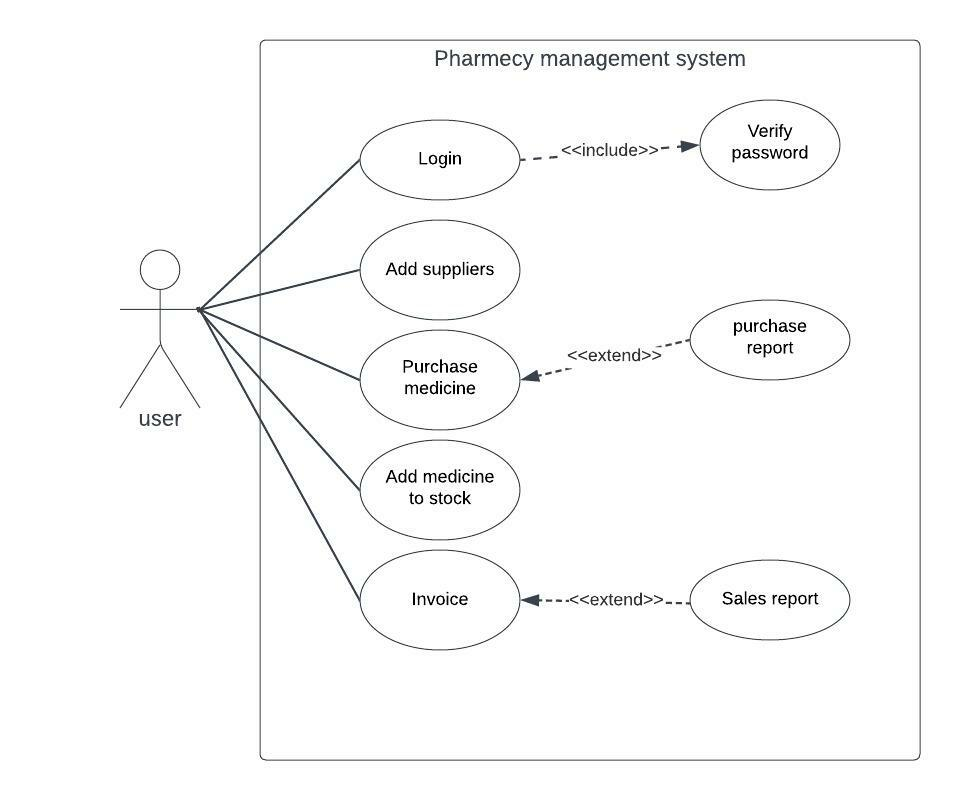 Pharmecy management system
Login
<<include>>
Verify
password
Add suppliers
user
Purchase
medicine
<<extend>>
purchase
report
Add medicine
to stock
Invoice
<<extend>>
Sales report